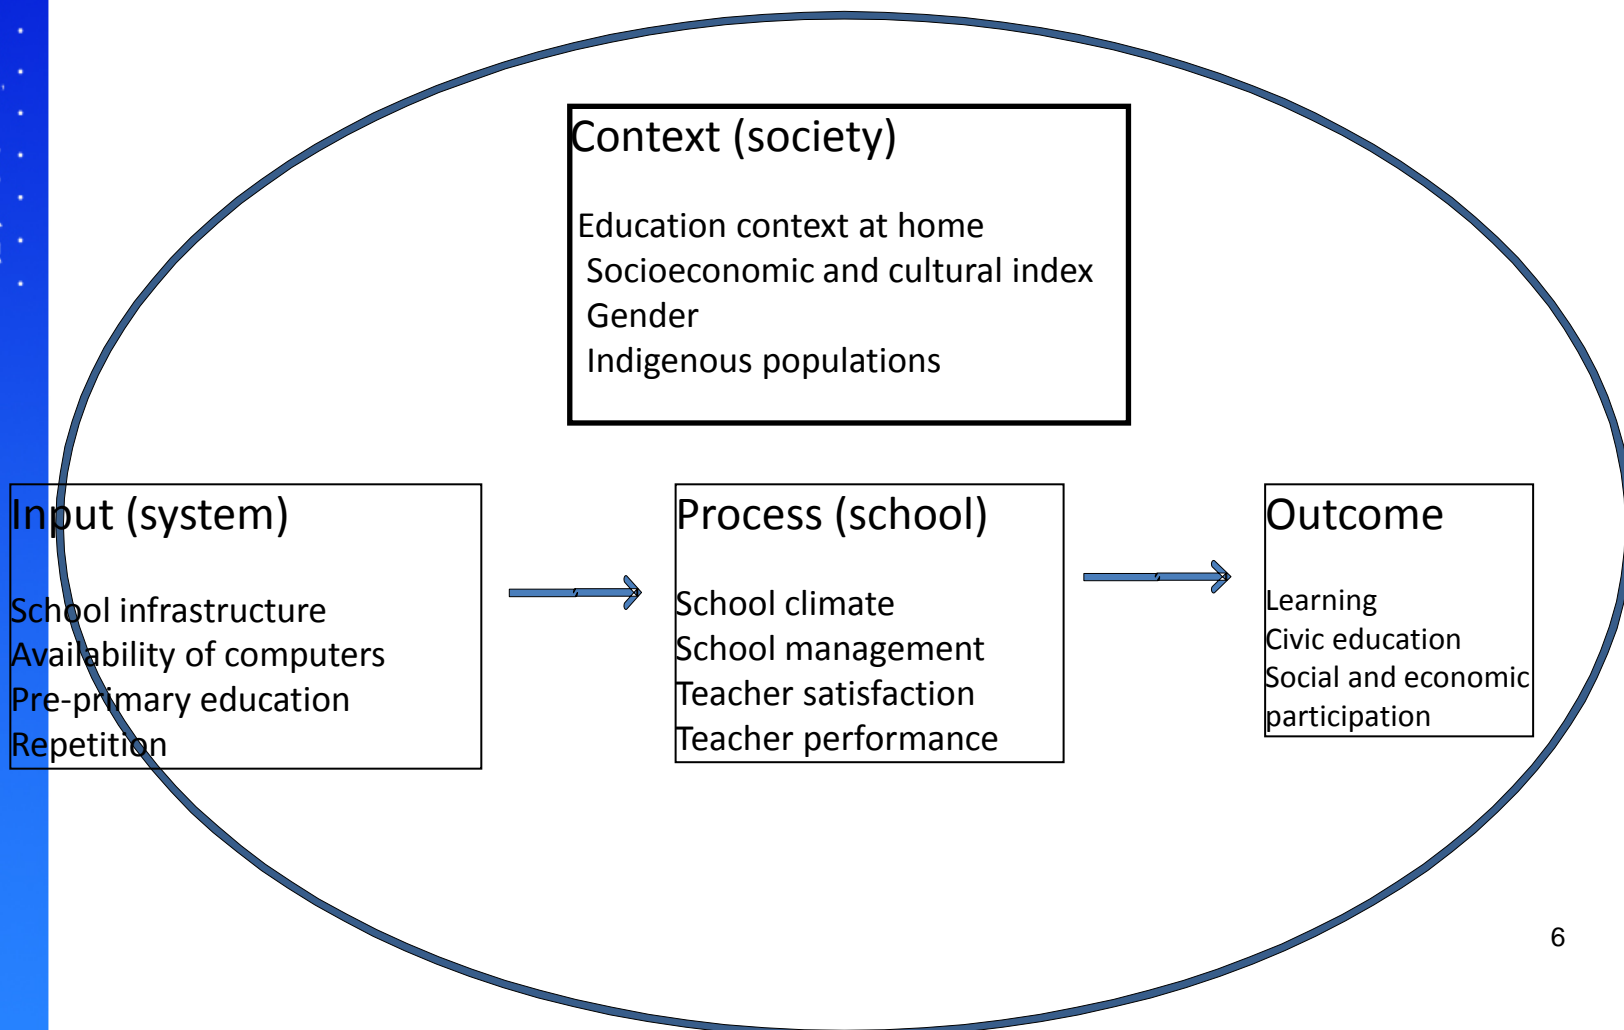 Context (society)
Education context at home
Socioeconomic and cultural index
Gender
Indigenous populations
Input (system)
School infrastructure
Availability of computers
Pre-primary education
Repetition
Process (school)
School climate
School management
Teacher satisfaction
Teacher performance
Outcome
Learning
Civic education
Social and economic
participation
6